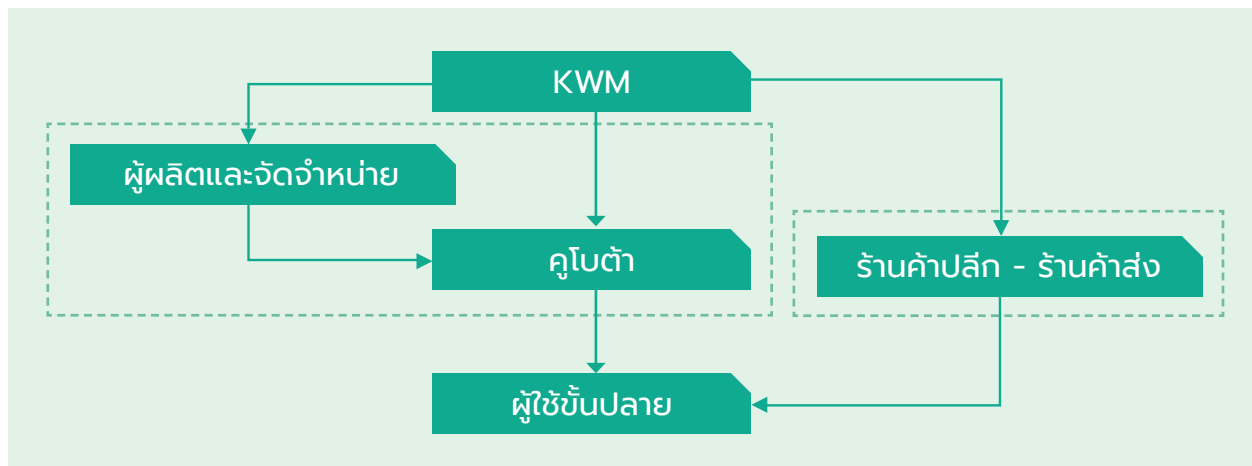 KWM
ผู้ผลิตและจัดจำหน่าย
คูโบต้า
ร้านค้าปลีก - ร้านค้าส่ง
ผู้ใช้ขั้นปลาย